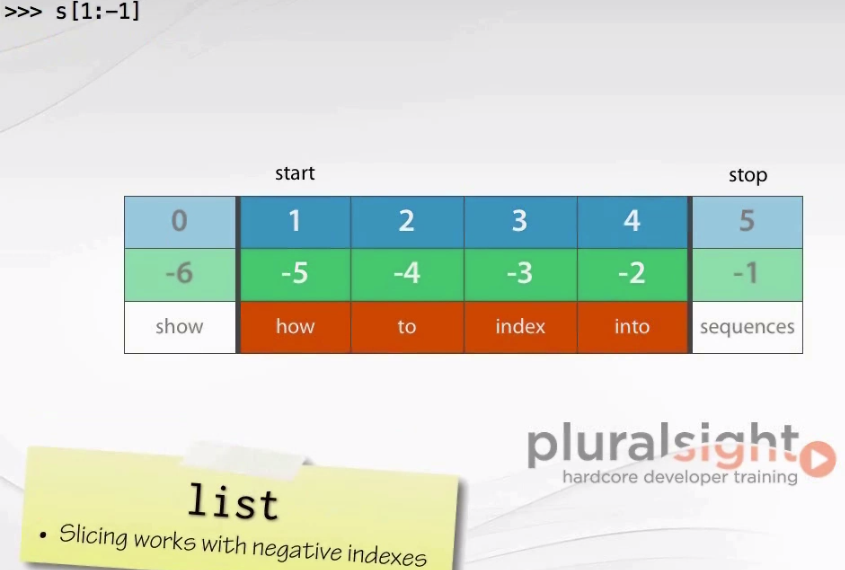 >>> s[1:-1]
start stop
0 1 2 3 4 5
-6 -5 -4 -3 -2 -1
show how to index into sequences
pluralsight
hardcore developer training
list
• Slicing works with negative indexes